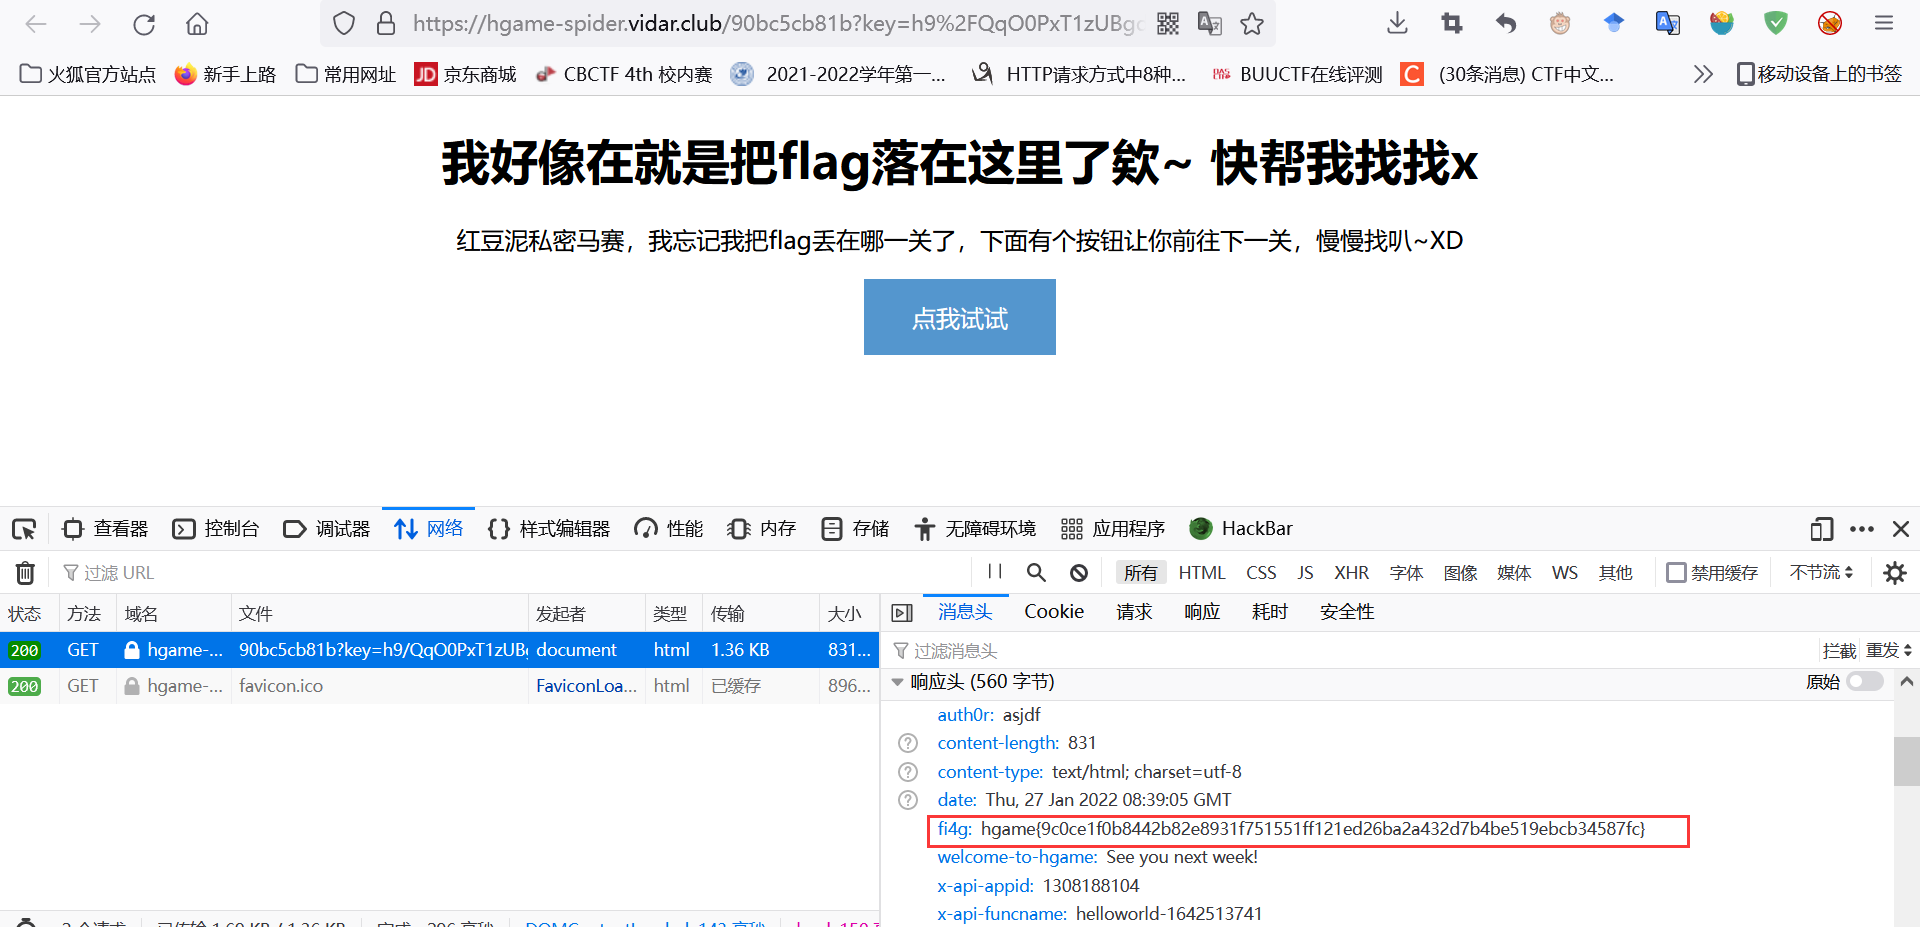 https://hgame-spider.vidar.club/90bc5cb81b?key=h9%2FQqO0PxT1zUBgc
火狐官方站点 新手上路 常用网址 JD 京东商城 CBCTF 4th 校内赛 2021-2022学年第一... HTTP请求方式中8种... BUUCTF在线评测 C (30条消息) CTF中文... 移动设备上的书签
我好像在就是把flag落在这里了欸~ 快帮我找找x
红豆泥私密马赛，我忘记我把flag丢在哪一关了，下面有个按钮让你前往下一关，慢慢找叭~XD
点我试试
查看器 控制台 调试器 网络 样式编辑器 性能 内存 存储 无障碍环境 应用程序 HackBar
过滤 URL 所有 HTML CSS JS XHR 字体 图像 媒体 WS 其他 禁用缓存 不节流
状态 方法 域名 文件 发起者 类型 传输 大小
200 GET hgame-... 90bc5cb81b?key=h9/QqO0PxT1zUBg document html 1.36 KB 831...
200 GET hgame-... favicon.ico FaviconLoa... html 已缓存 896...
消息头 Cookie 请求 响应 耗时 安全性
过滤消息头 拦截 重发
响应头 (560 字节) 原始
auth0r: asjdf
content-length: 831
content-type: text/html; charset=utf-8
date: Thu, 27 Jan 2022 08:39:05 GMT
fi4g: hgame{9c0ce1f0b8442b82e8931f751551ff121ed26ba2a432d7b4be519ebcb34587fc}
welcome-to-hgame: See you next week!
x-api-appid: 1308188104
x-api-funcname: helloworld-1642513741